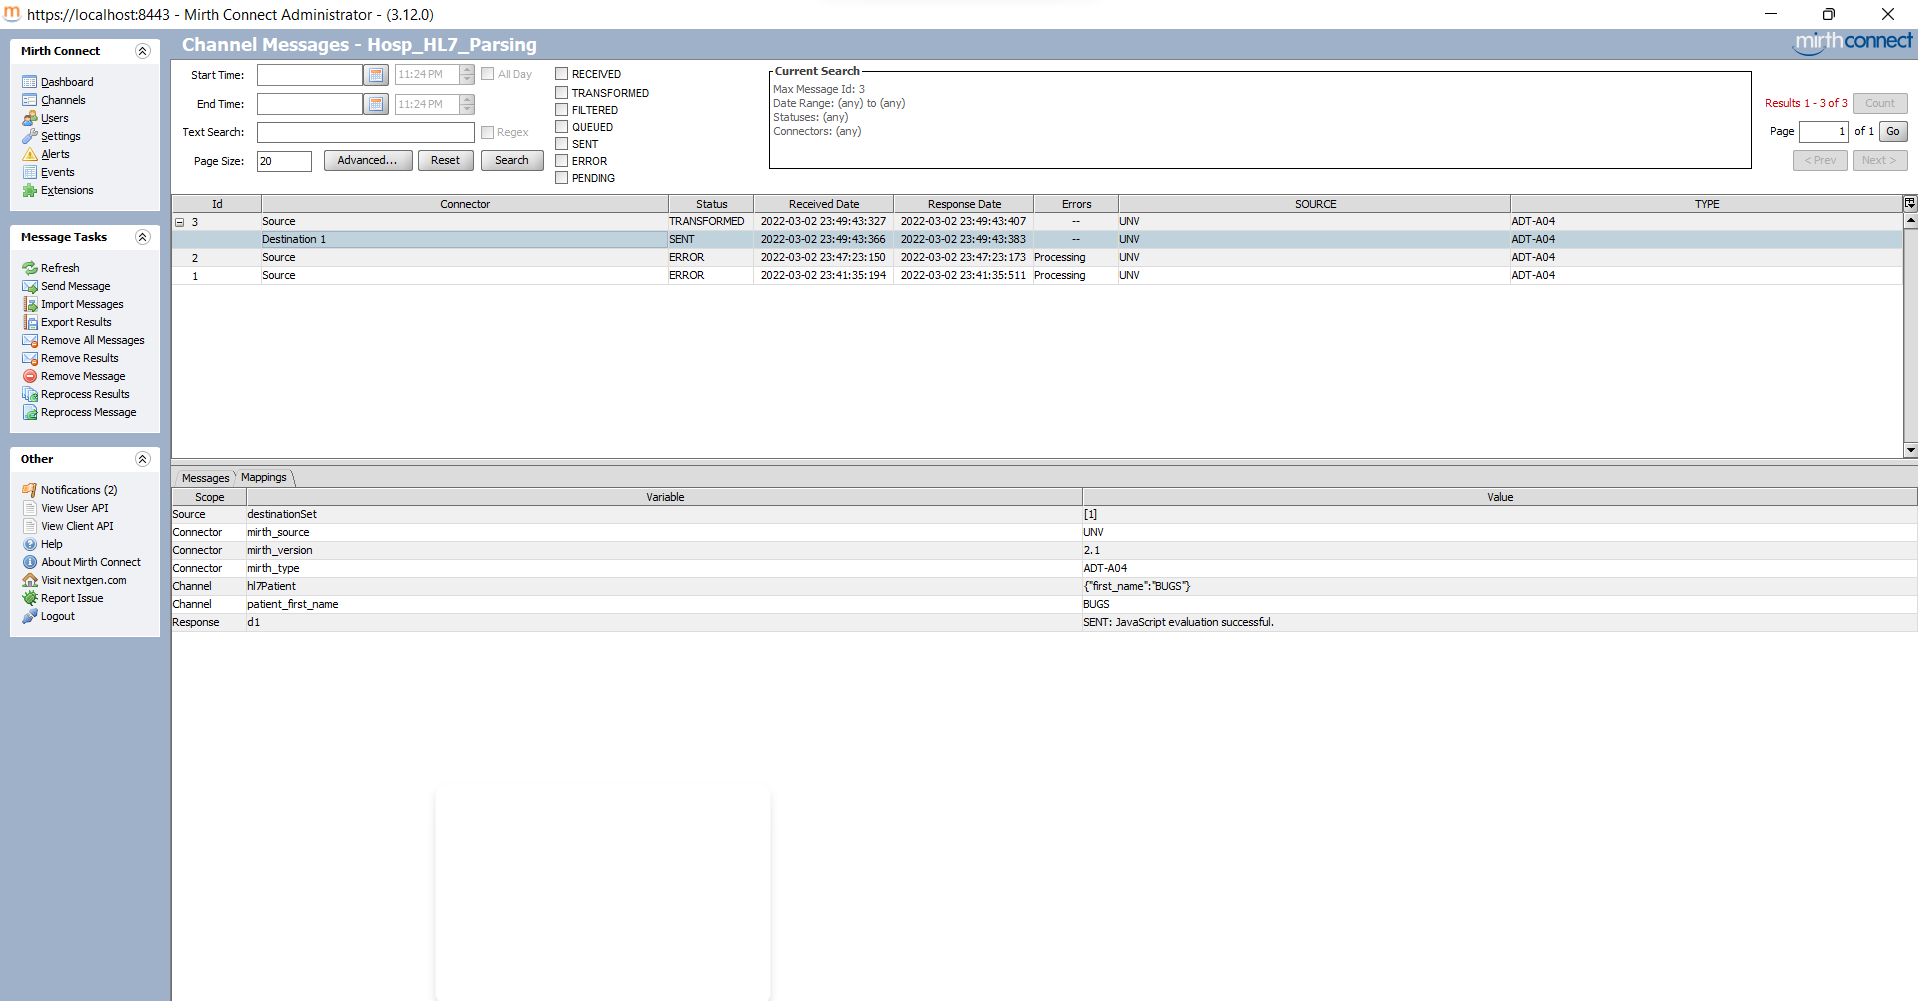 https://localhost:8443 - Mirth Connect Administrator - (3.12.0)
Mirth Connect
Dashboard
Channels
Users
Settings
Alerts
Events
Extensions
Message Tasks
Refresh
Send Message
Import Messages
Export Results
Remove All Messages
Remove Results
Remove Message
Reprocess Results
Reprocess Message
Other
Notifications (2)
View User API
View Client API
Help
About Mirth Connect
Visit nextgen.com
Report Issue
Logout
Channel Messages - Hosp_HL7_Parsing
mirthconnect
Start Time: 11:24 PM All Day
End Time: 11:24 PM
Text Search: Regex
Page Size: 20 Advanced... Reset Search
RECEIVED
TRANSFORMED
FILTERED
QUEUED
SENT
ERROR
PENDING
Current Search
Max Message Id: 3
Date Range: (any) to (any)
Statuses: (any)
Connectors: (any)
Results 1 - 3 of 3 Count
Page 1 of 1 Go
< Prev Next >
Id Connector Status Received Date Response Date Errors SOURCE TYPE
3 Source TRANSFORMED 2022-03-02 23:49:43:327 2022-03-02 23:49:43:407 -- UNV ADT-A04
Destination 1 SENT 2022-03-02 23:49:43:366 2022-03-02 23:49:43:383 -- UNV ADT-A04
2 Source ERROR 2022-03-02 23:47:23:150 2022-03-02 23:47:23:173 Processing UNV ADT-A04
1 Source ERROR 2022-03-02 23:41:35:194 2022-03-02 23:41:35:511 Processing UNV ADT-A04
Messages Mappings
Scope Variable Value
Source destinationSet [1]
Connector mirth_source UNV
Connector mirth_version 2.1
Connector mirth_type ADT-A04
Channel hl7Patient {"first_name":"BUGS"}
Channel patient_first_name BUGS
Response d1 SENT: JavaScript evaluation successful.